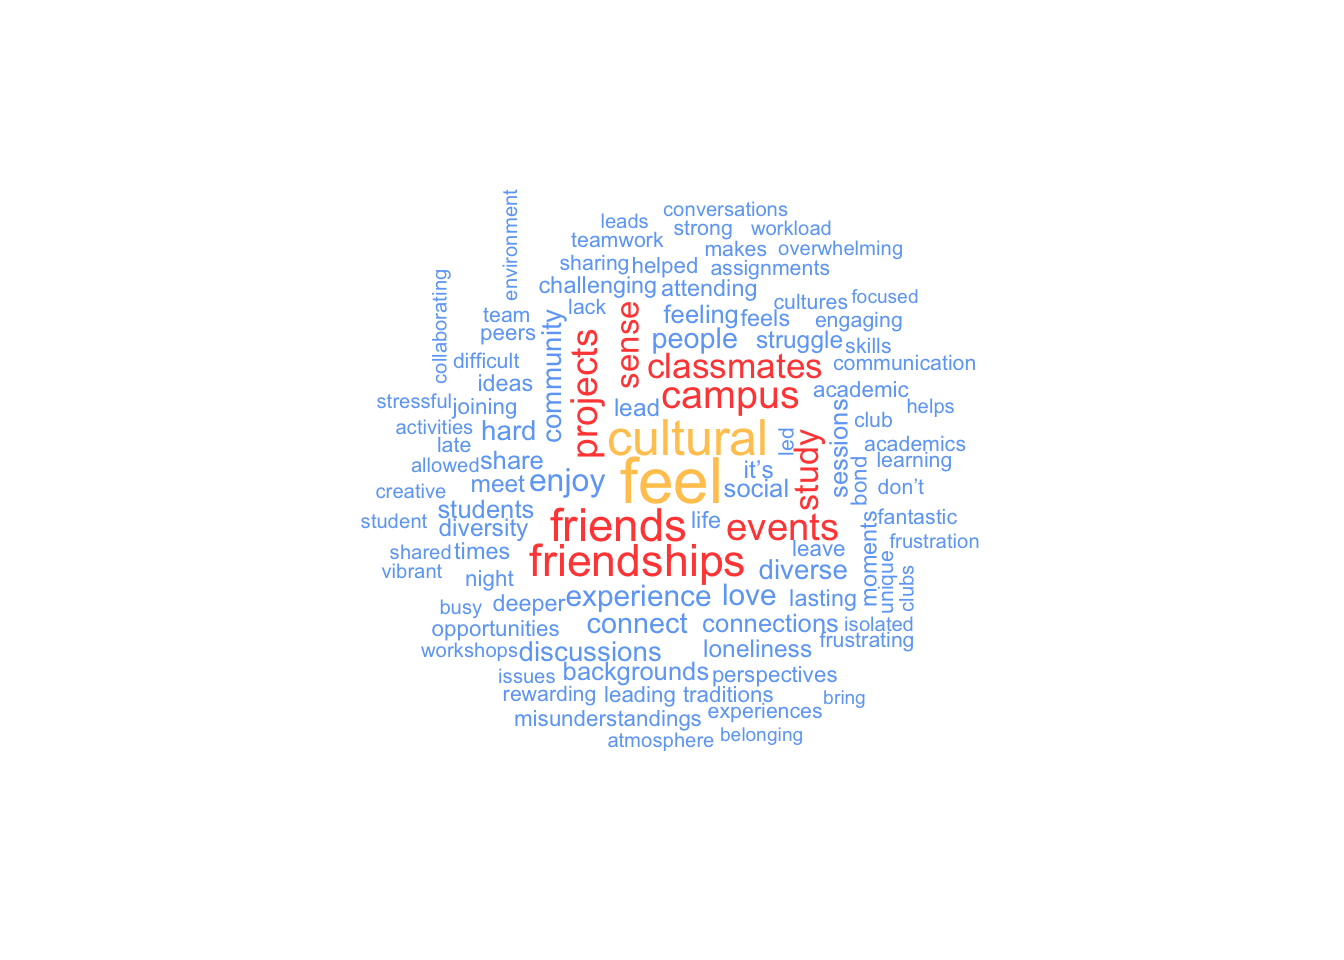 environment
conversations
leads
strong
workload
teamwork
makes
overwhelming
sharing
helped
assignments
collaborating
challenging
attending
cultures
focused
lack
team
community
sense
feeling
feels
engaging
peers
projects
people
struggle
skills
difficult
classmates
communication
ideas
campus
academic
stressful
joining
lead
sessions
helps
activities
hard
cultural
led
study
club
late
academics
allowed
share
feel
it’s
bond
learning
creative
meet
enjoy
social
don’t
students
student
diversity
friends
life
events
moments
fantastic
shared
times
friendships
leave
unique
frustration
vibrant
night
diverse
clubs
busy
deeper
experience
love
lasting
opportunities
connect
connections
isolated
workshops
discussions
loneliness
frustrating
issues
backgrounds
perspectives
rewarding
leading
traditions
bring
misunderstandings
experiences
atmosphere
belonging